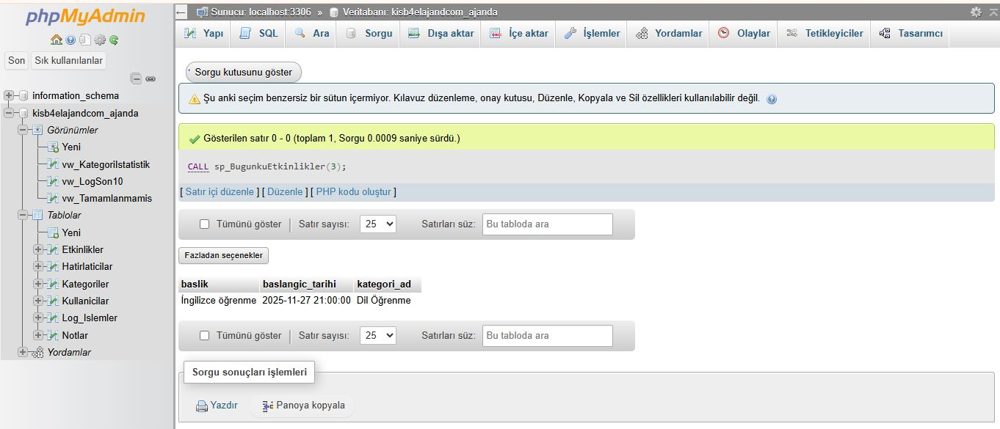 phpMyAdmin
Son Sık kullanılanlar
information_schema
kisb4elajandcom_ajanda
Görünümler
Yeni
vw_KategoriIstatistik
vw_LogSon10
vw_Tamamlanmamis
Tablolar
Yeni
Etkinlikler
Hatirlaticilar
Kategoriler
Kullanicilar
Log_Islemler
Notlar
Yordamlar
Sunucu: localhost:3306 » Veritabanı: kisb4elajandcom_ajanda
Yapı SQL Ara Sorgu Dışa aktar İçe aktar İşlemler Yordamlar Olaylar Tetikleyiciler Tasarımcı
Sorgu kutusunu göster
Şu anki seçim benzersiz bir sütun içermiyor. Kılavuz düzenleme, onay kutusu, Düzenle, Kopyala ve Sil özellikleri kullanılabilir değil.
Gösterilen satır 0 - 0 (toplam 1, Sorgu 0.0009 saniye sürdü.)
CALL sp_BugunkuEtkinlikler(3);
[ Satır içi düzenle ] [ Düzenle ] [ PHP kodu oluştur ]
Tümünü göster | Satır sayısı: 25 Satırları süz: Bu tabloda ara
Fazladan seçenekler
baslik baslangic_tarihi kategori_ad
İngilizce öğrenme 2025-11-27 21:00:00 Dil Öğrenme
Tümünü göster | Satır sayısı: 25 Satırları süz: Bu tabloda ara
Sorgu sonuçları işlemleri
Yazdır Panoya kopyala